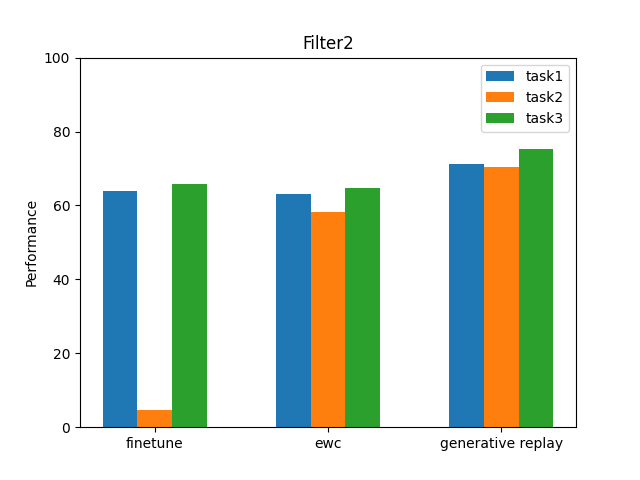 Filter2
100
80
60
40
20
0
Performance
task1
task2
task3
finetune
ewc
generative replay